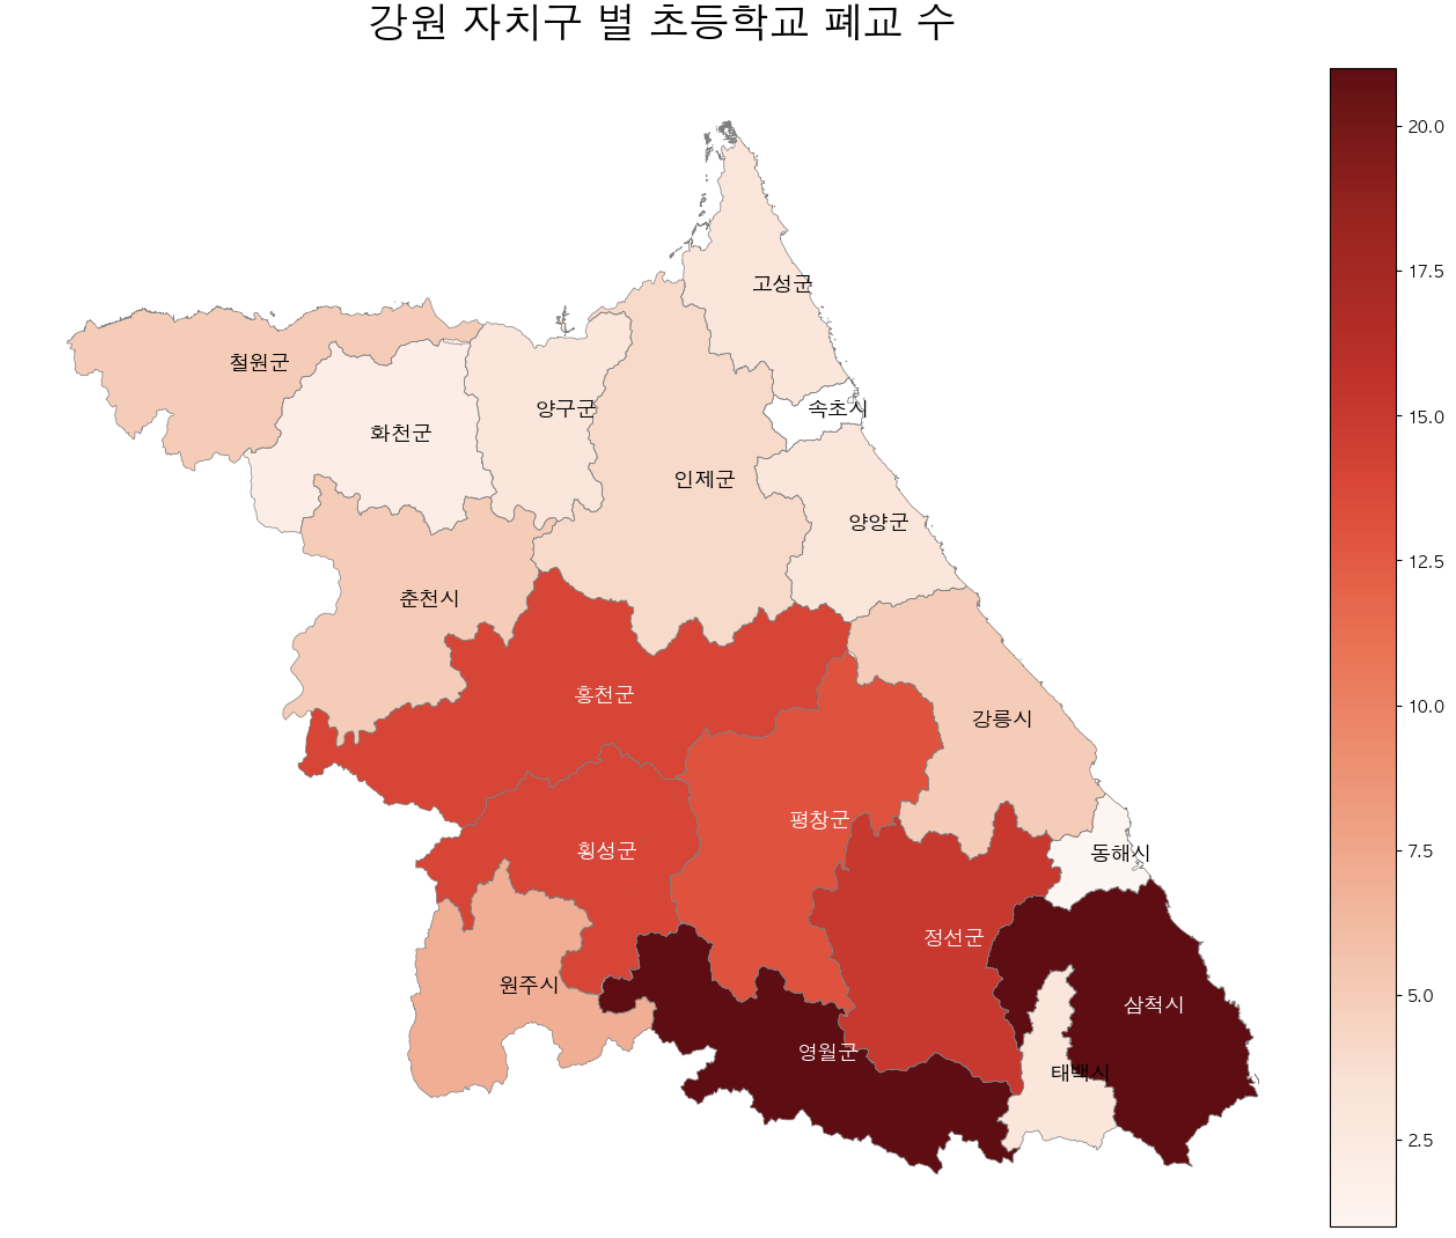 강원 자치구 별 초등학교 폐교 수
20.0
17.5
15.0
12.5
10.0
7.5
5.0
2.5
고성군
철원군
속초시
양구군
화천군
인제군
양양군
춘천시
홍천군
강릉시
평창군
횡성군
동해시
정선군
원주시
삼척시
영월군
태백시